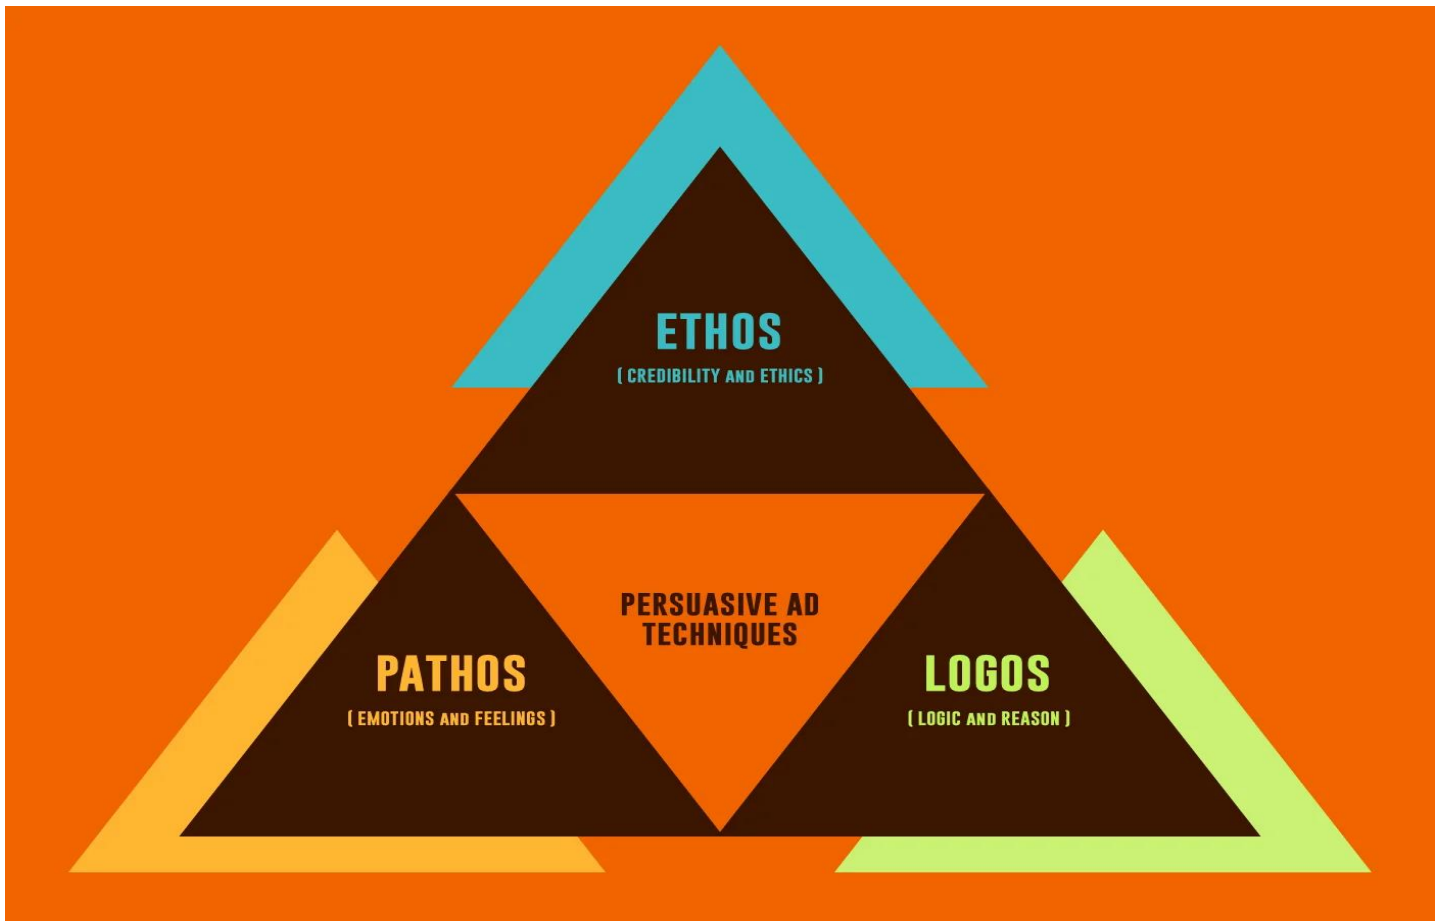 ETHOS
( CREDIBILITY AND ETHICS )
PERSUASIVE AD
TECHNIQUES
PATHOS
( EMOTIONS AND FEELINGS )
LOGOS
( LOGIC AND REASON )